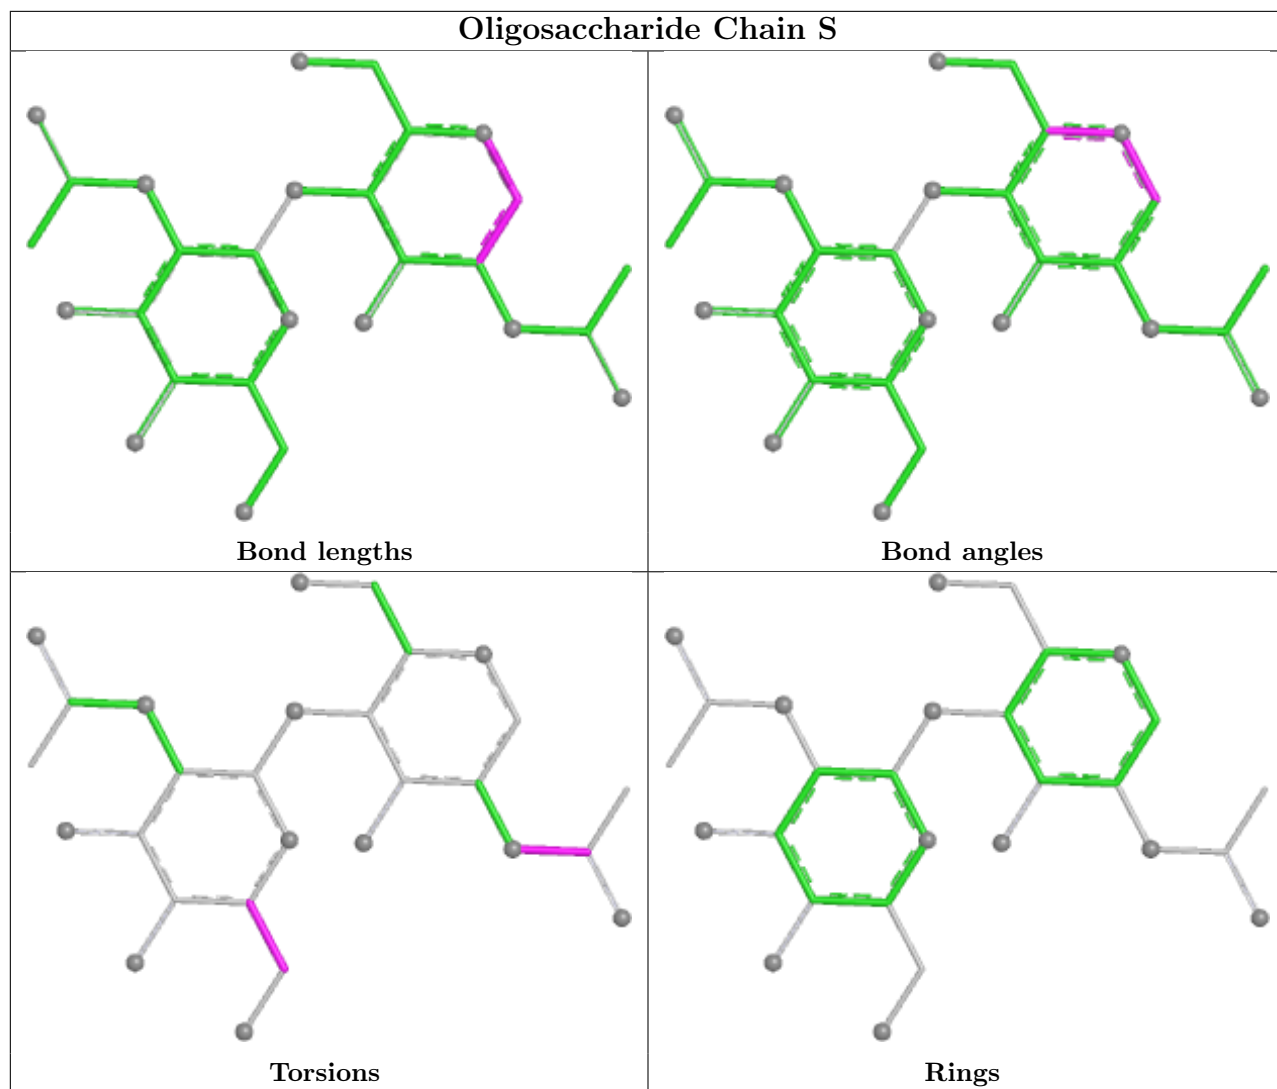 Oligosaccharide Chain S
Bond lengths
Bond angles
Torsions
Rings